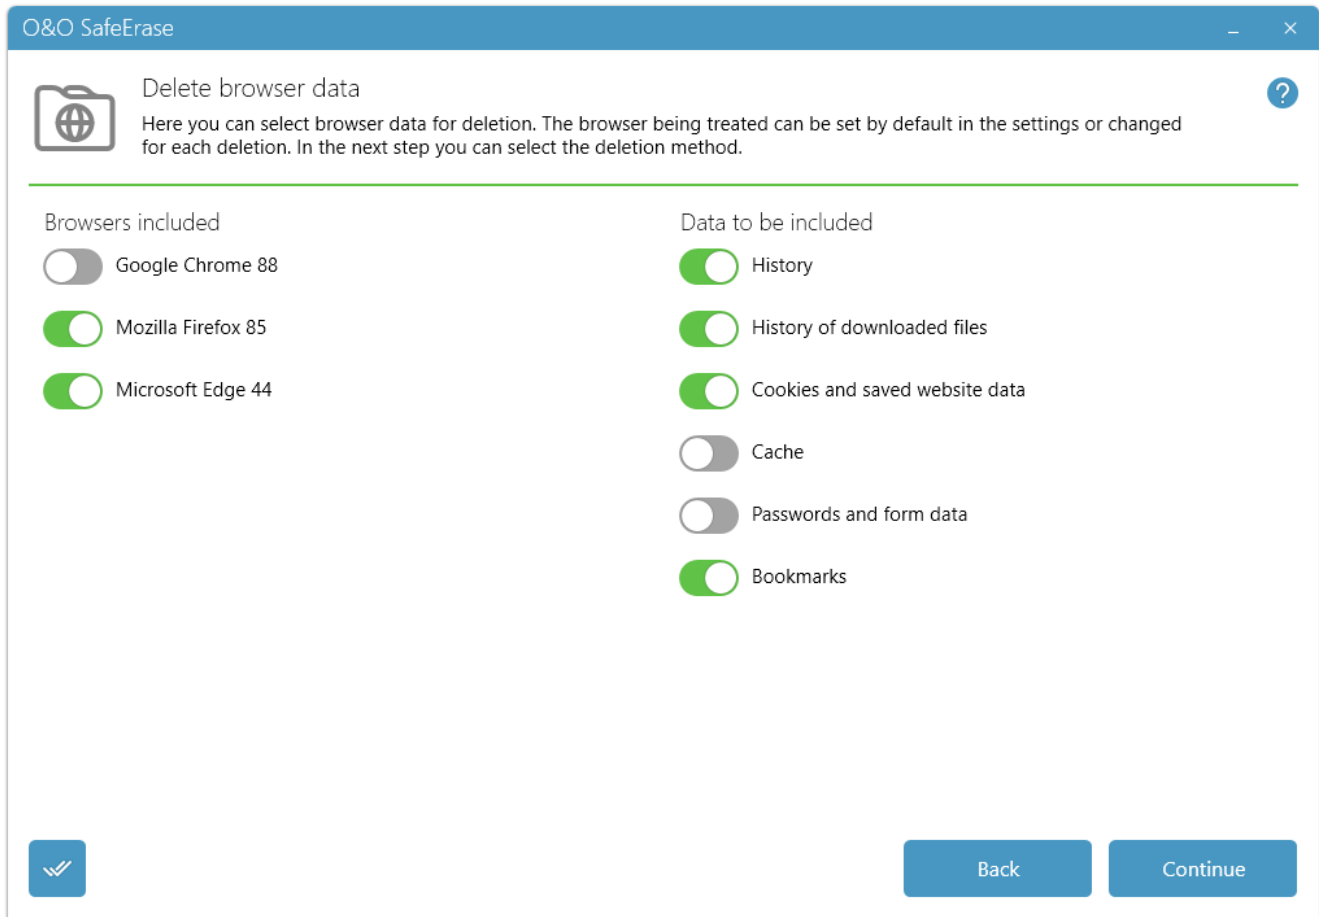 O&O SafeErase
Delete browser data
Here you can select browser data for deletion. The browser being treated can be set by default in the settings or changed
for each deletion. In the next step you can select the deletion method.
?
Browsers included
Google Chrome 88
Mozilla Firefox 85
Microsoft Edge 44
Data to be included
History
History of downloaded files
Cookies and saved website data
Cache
Passwords and form data
Bookmarks
Back
Continue